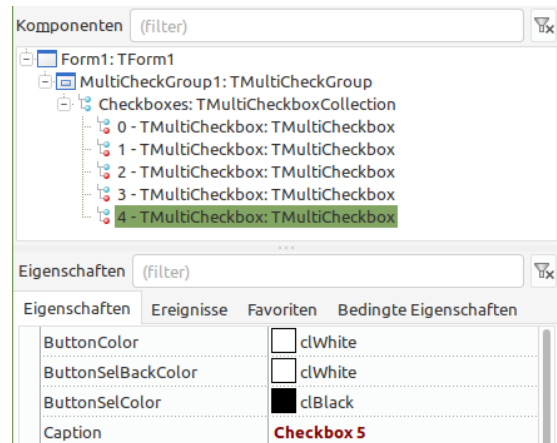 Komponenten (filter)
Form1: TForm1
MultiCheckGroup1: TMultiCheckGroup
Checkboxes: TMultiCheckboxCollection
0 - TMultiCheckbox: TMultiCheckbox
1 - TMultiCheckbox: TMultiCheckbox
2 - TMultiCheckbox: TMultiCheckbox
3 - TMultiCheckbox: TMultiCheckbox
4 - TMultiCheckbox: TMultiCheckbox
Eigenschaften (filter)
Eigenschaften Ereignisse Favoriten Bedingte Eigenschaften
ButtonColor clWhite
ButtonSelBackColor clWhite
ButtonSelColor clBlack
Caption Checkbox 5